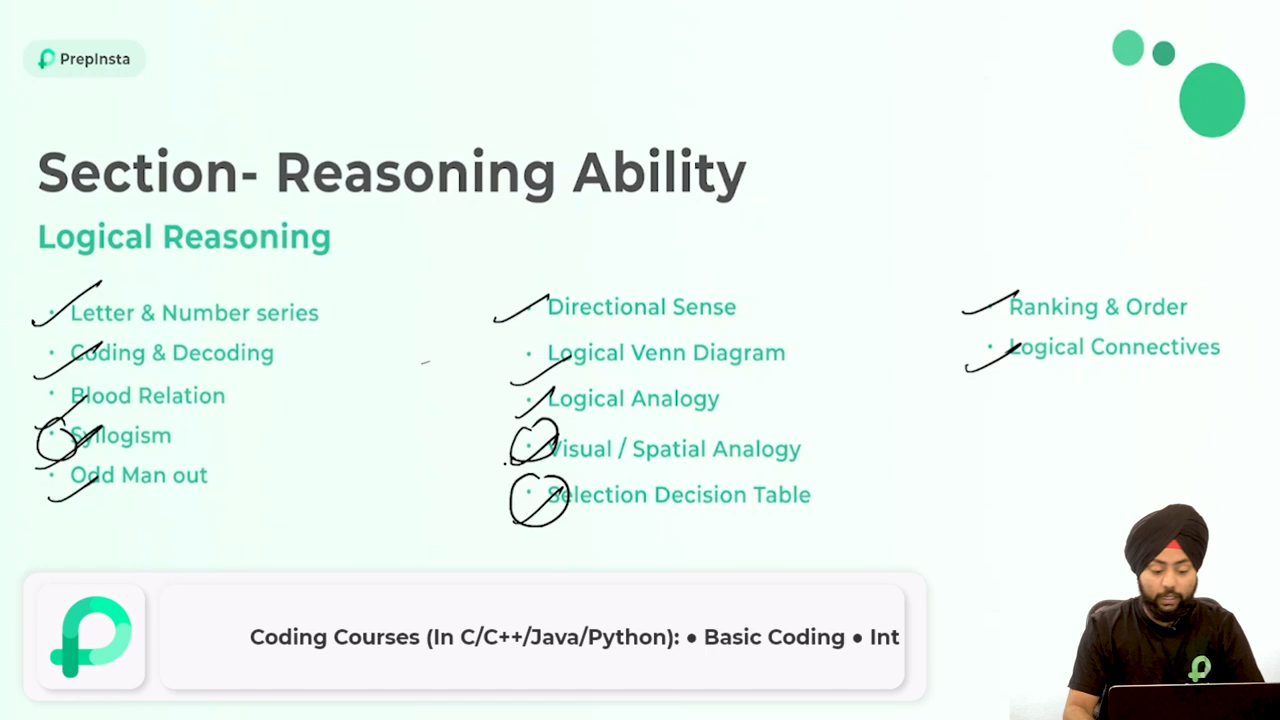 PrepInsta
Section- Reasoning Ability
Logical Reasoning
Letter & Number series
Coding & Decoding
Blood Relation
Syllogism
Odd Man out
Directional Sense
Logical Venn Diagram
Logical Analogy
Visual / Spatial Analogy
Selection Decision Table
Ranking & Order
Logical Connectives
Coding Courses (In C/C++/Java/Python): ● Basic Coding ● Int